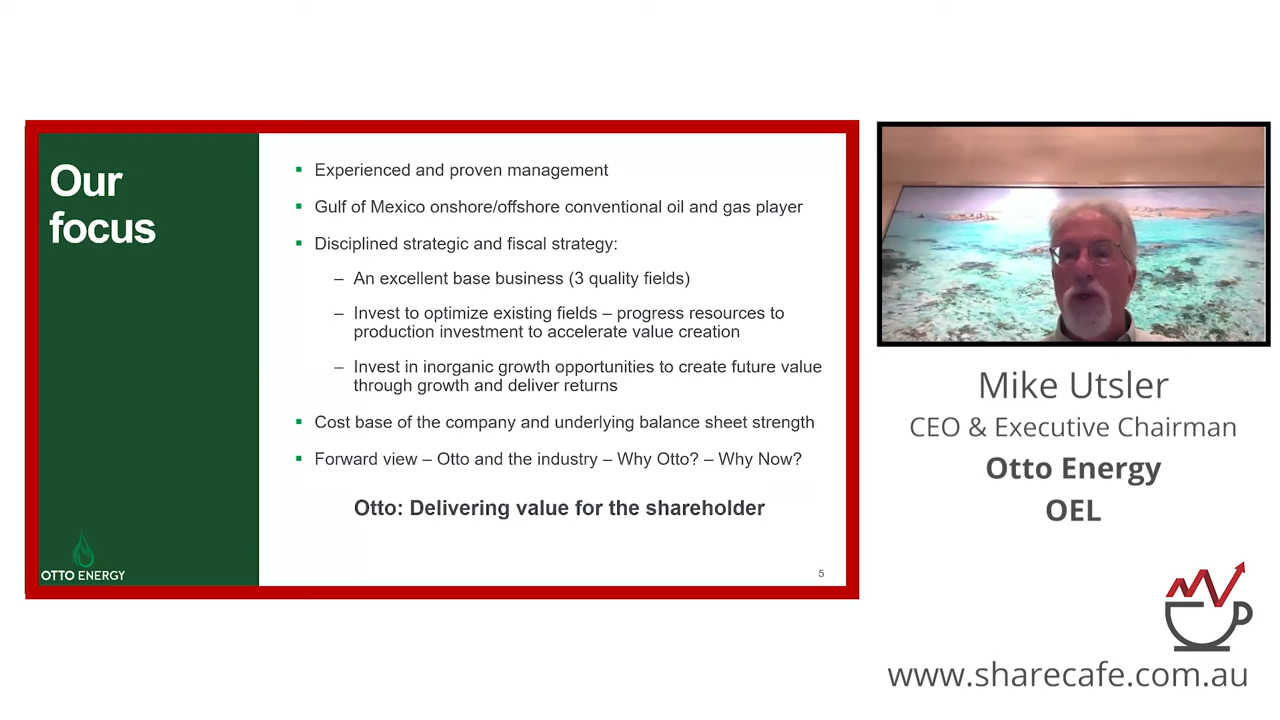 Our
focus
Experienced and proven management
Gulf of Mexico onshore/offshore conventional oil and gas player
Disciplined strategic and fiscal strategy:
– An excellent base business (3 quality fields)
– Invest to optimize existing fields – progress resources to
production investment to accelerate value creation
– Invest in inorganic growth opportunities to create future value
through growth and deliver returns
Cost base of the company and underlying balance sheet strength
Forward view – Otto and the industry – Why Otto? – Why Now?
Otto: Delivering value for the shareholder
OTTO ENERGY
5
Mike Utsler
CEO & Executive Chairman
Otto Energy
OEL
www.sharecafe.com.au